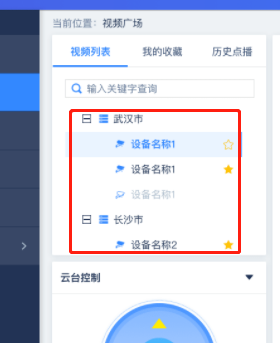 当前位置：视频广场
视频列表 我的收藏 历史点播
输入关键字查询
武汉市
设备名称1
设备名称1
设备名称1
长沙市
设备名称2
云台控制